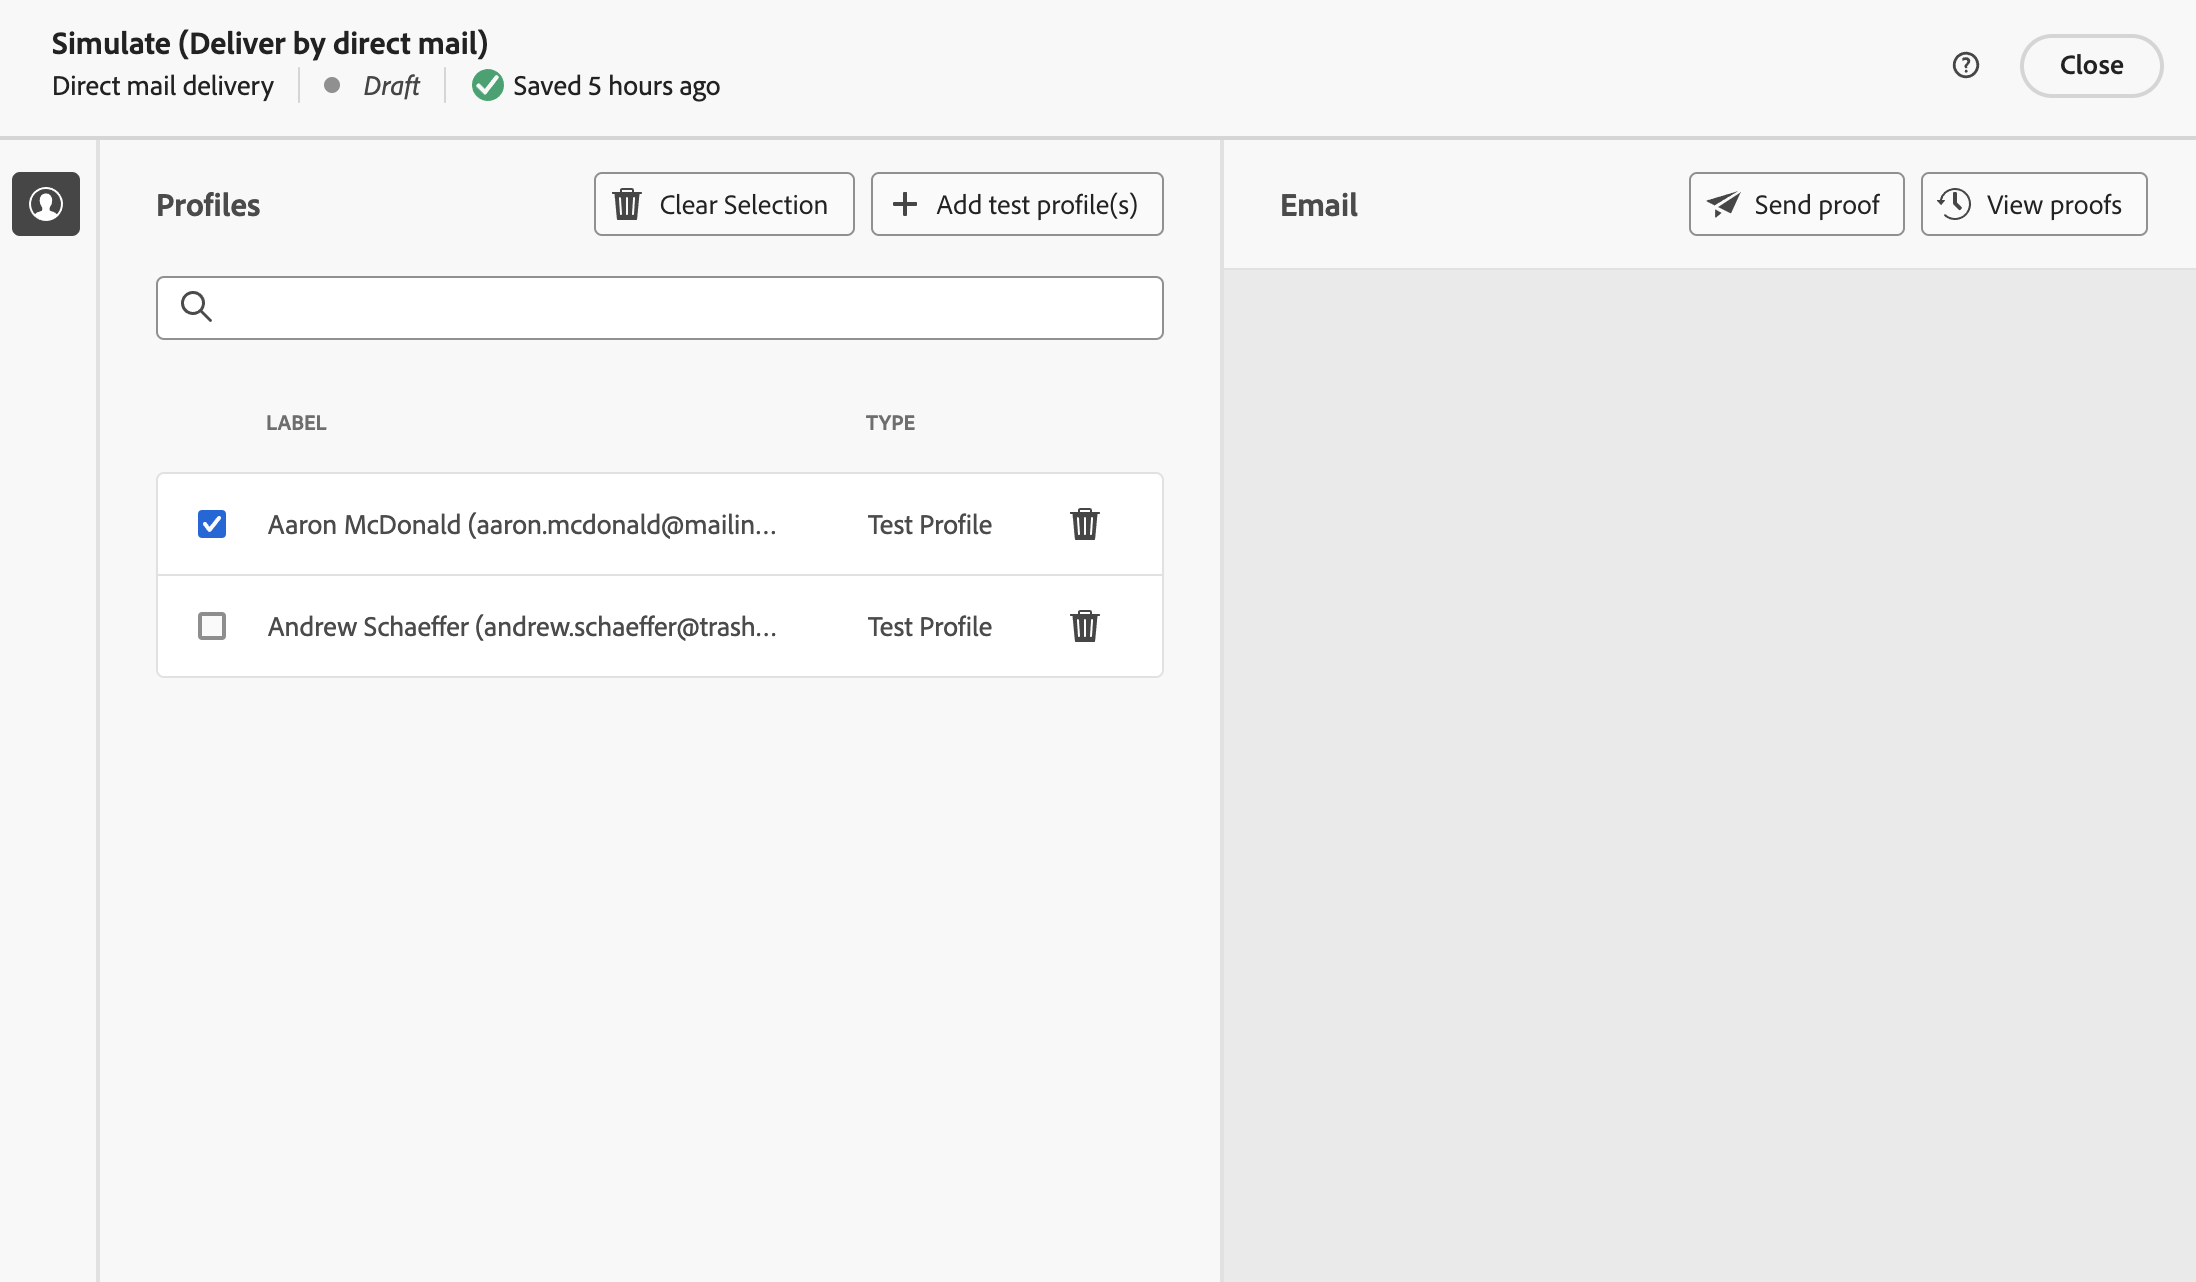 Simulate (Deliver by direct mail)
Direct mail delivery Draft Saved 5 hours ago
Close
Profiles
Clear Selection
Add test profile(s)
LABEL TYPE
Aaron McDonald (aaron.mcdonald@mailin... Test Profile
Andrew Schaeffer (andrew.schaeffer@trash... Test Profile
Email
Send proof
View proofs